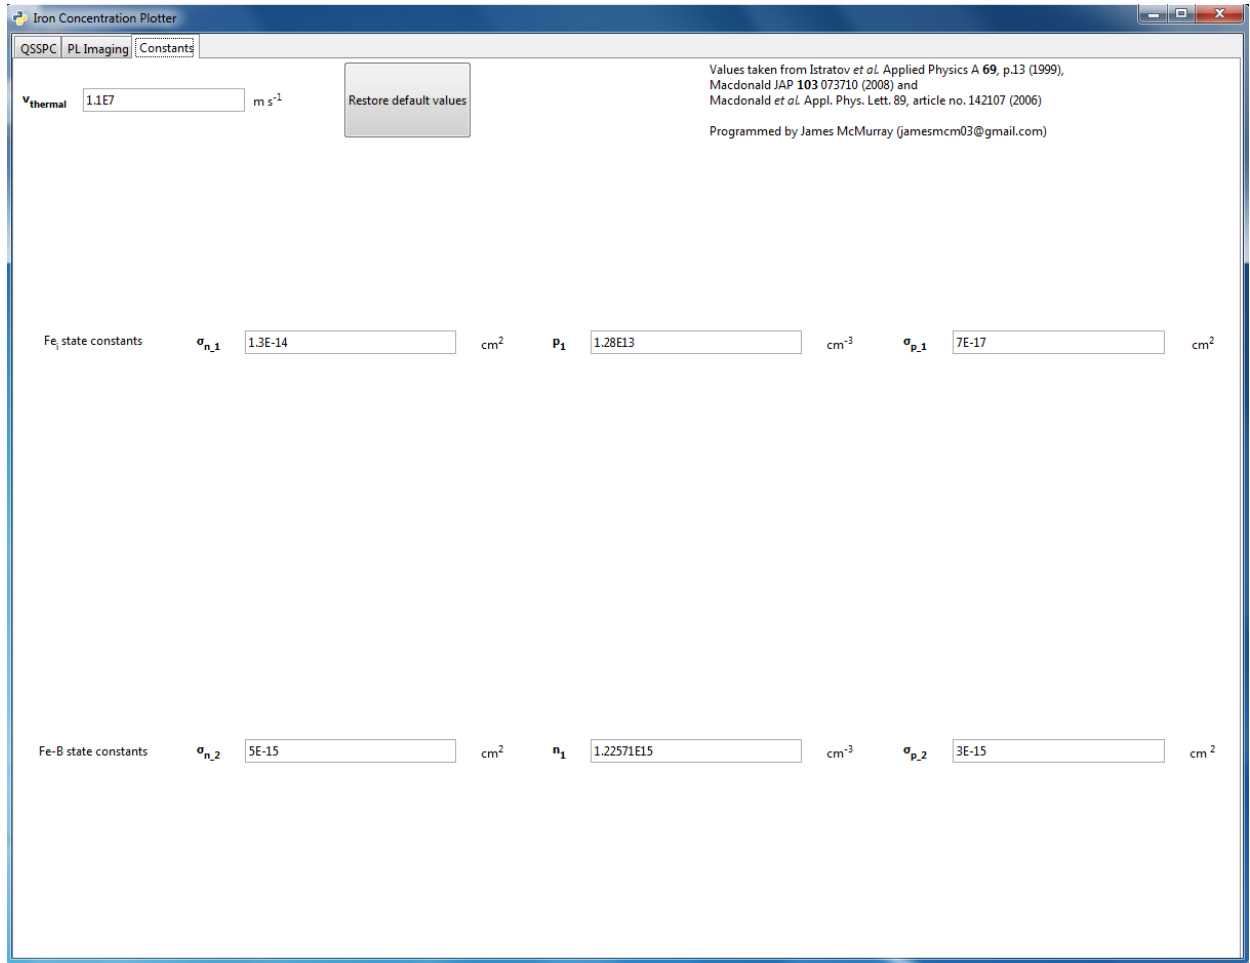 Iron Concentration Plotter
QSSPC PL Imaging Constants
v_thermal 1.1E7 m s⁻¹ Restore default values
Values taken from Istratov et al. Applied Physics A 69, p.13 (1999),
Macdonald JAP 103 073710 (2008) and
Macdonald et al. Appl. Phys. Lett. 89, article no. 142107 (2006)
Programmed by James McMurray (jamesmcm03@gmail.com)
Feᵢ state constants σn_1 1.3E-14 cm² p₁ 1.28E13 cm⁻³ σp_1 7E-17 cm²
Fe-B state constants σn_2 5E-15 cm² n₁ 1.22571E15 cm⁻³ σp_2 3E-15 cm²